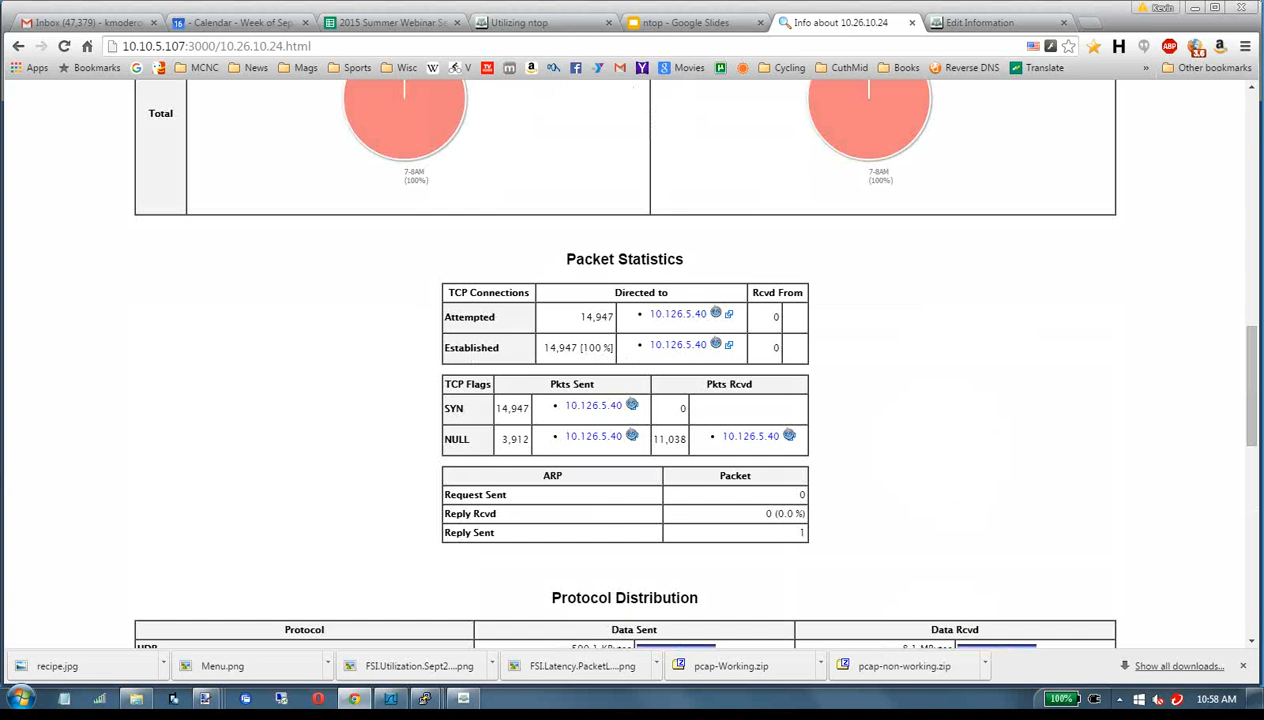 Inbox (47,379) - kmodero
16 - Calendar - Week of Sep
2015 Summer Webinar Se
Utilizing ntop
ntop - Google Slides
Info about 10.26.10.24
Edit Information
Kevin
10.10.5.107:3000/10.26.10.24.html
ABP
Apps
Bookmarks
MCNC
News
Mags
Sports
Wisc
W
V
Movies
Cycling
CuthMid
Books
Reverse DNS
Translate
»
Other bookmarks
Total
7-8AM
(100%)
7-8AM
(100%)
Packet Statistics
TCP Connections Directed to Rcvd From
Attempted 14,947 • 10.126.5.40 0
Established 14,947 [100 %] • 10.126.5.40 0
TCP Flags Pkts Sent Pkts Rcvd
SYN 14,947 • 10.126.5.40 0
NULL 3,912 • 10.126.5.40 11,038 • 10.126.5.40
ARP Packet
Request Sent 0
Reply Rcvd 0 (0.0 %)
Reply Sent 1
Protocol Distribution
Protocol Data Sent Data Rcvd
recipe.jpg
Menu.png
FSI.Utilization.Sept2....png
FSI.Latency.PacketL....png
pcap-Working.zip
pcap-non-working.zip
Show all downloads...
100%
10:58 AM